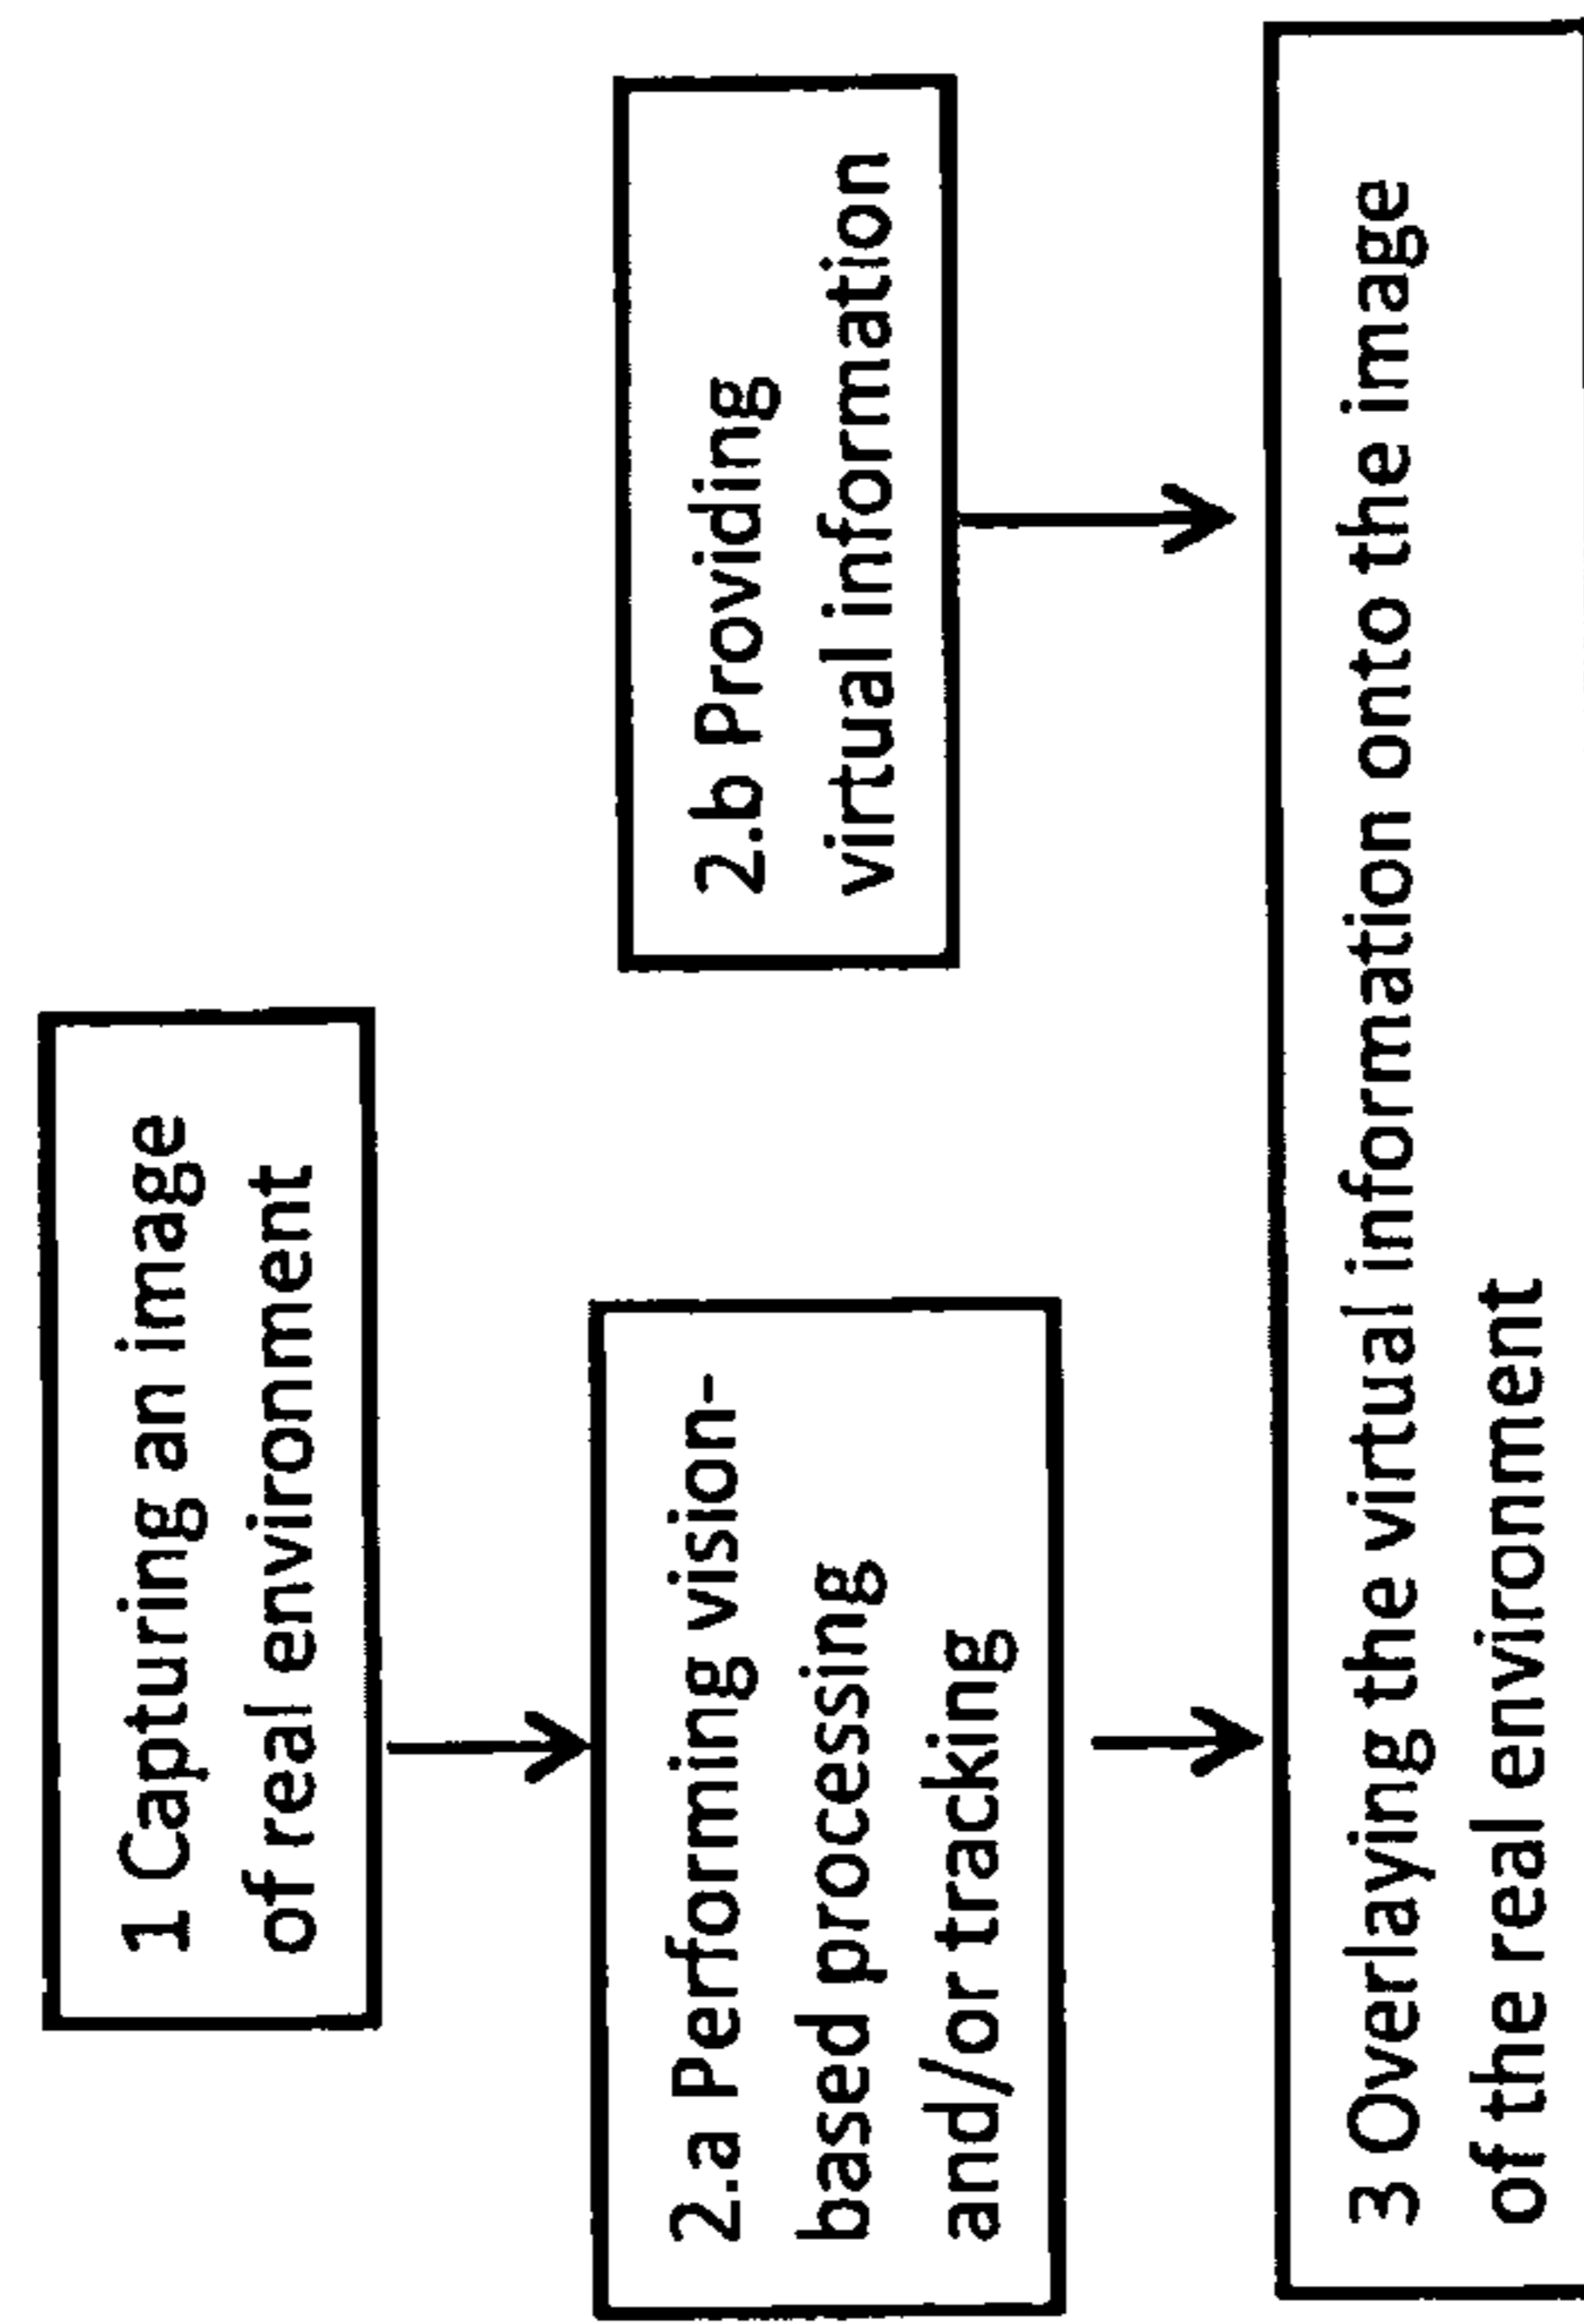 1 Capturing an image
of real environment
2.a Performing vision-
based processing
and/or tracking
2.b Providing
virtual information
3 Overlaying the virtual information onto the image
of the real environment